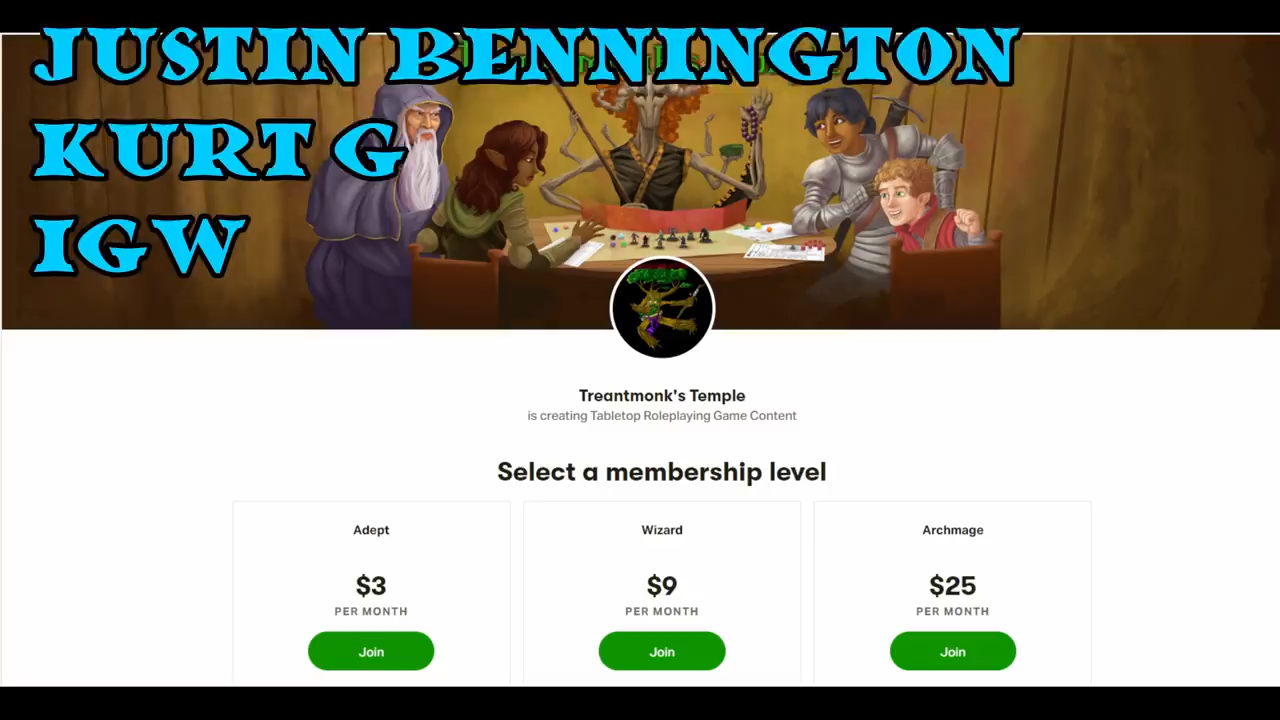 JUSTIN BENNINGTON
KURT G
IGW
Treantmonk's Temple
is creating Tabletop Roleplaying Game Content
Select a membership level
Adept
Wizard
Archmage
$3
$9
$25
PER MONTH
PER MONTH
PER MONTH
Join
Join
Join